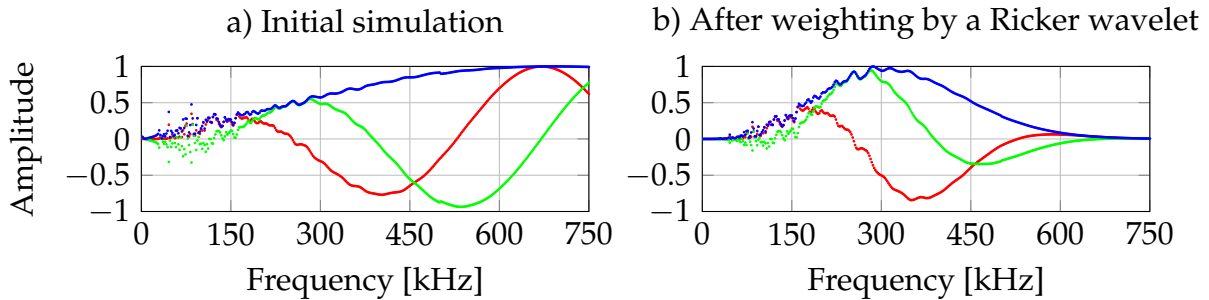 a) Initial simulation
b) After weighting by a Ricker wavelet
Amplitude
1
0.5
0
−0.5
−1
0 150 300 450 600 750
Frequency [kHz]
1
0.5
0
−0.5
−1
0 150 300 450 600 750
Frequency [kHz]